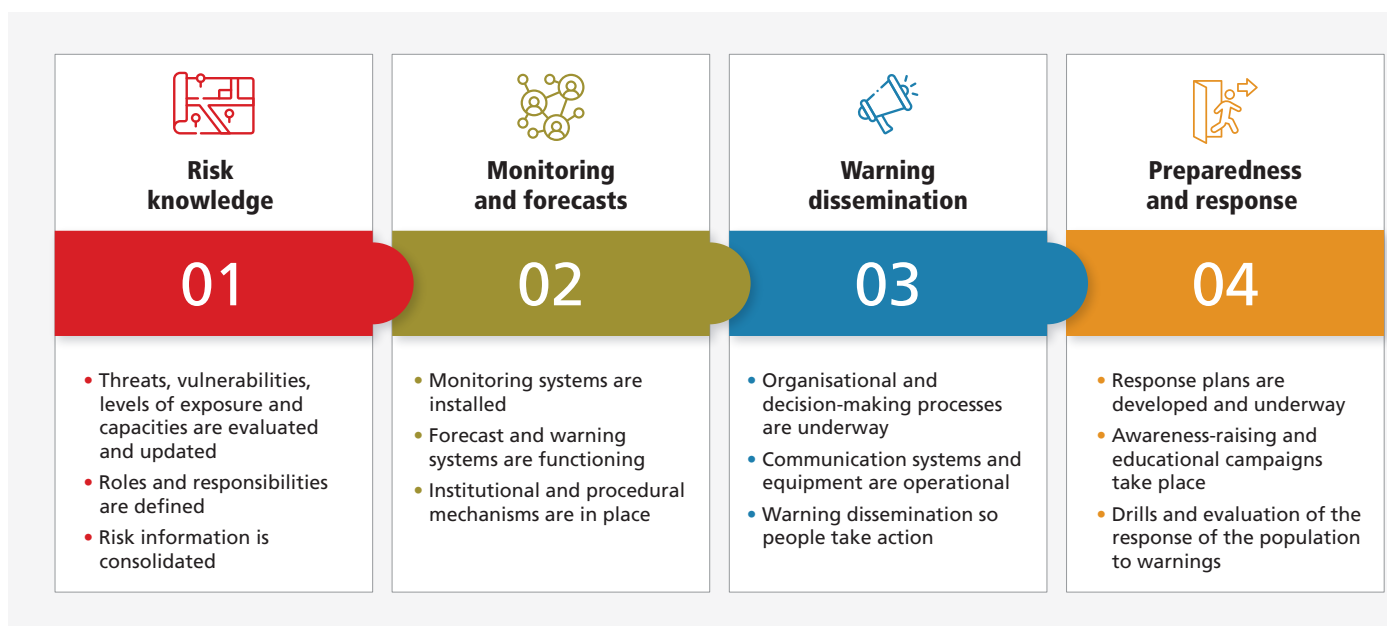 Risk
knowledge
01
• Threats, vulnerabilities,
levels of exposure and
capacities are evaluated
and updated
• Roles and responsibilities
are defined
• Risk information is
consolidated
Monitoring
and forecasts
02
• Monitoring systems are
installed
• Forecast and warning
systems are functioning
• Institutional and procedural
mechanisms are in place
Warning
dissemination
03
• Organisational and
decision-making processes
are underway
• Communication systems and
equipment are operational
• Warning dissemination so
people take action
Preparedness
and response
04
• Response plans are
developed and underway
• Awareness-raising and
educational campaigns
take place
• Drills and evaluation of the
response of the population
to warnings